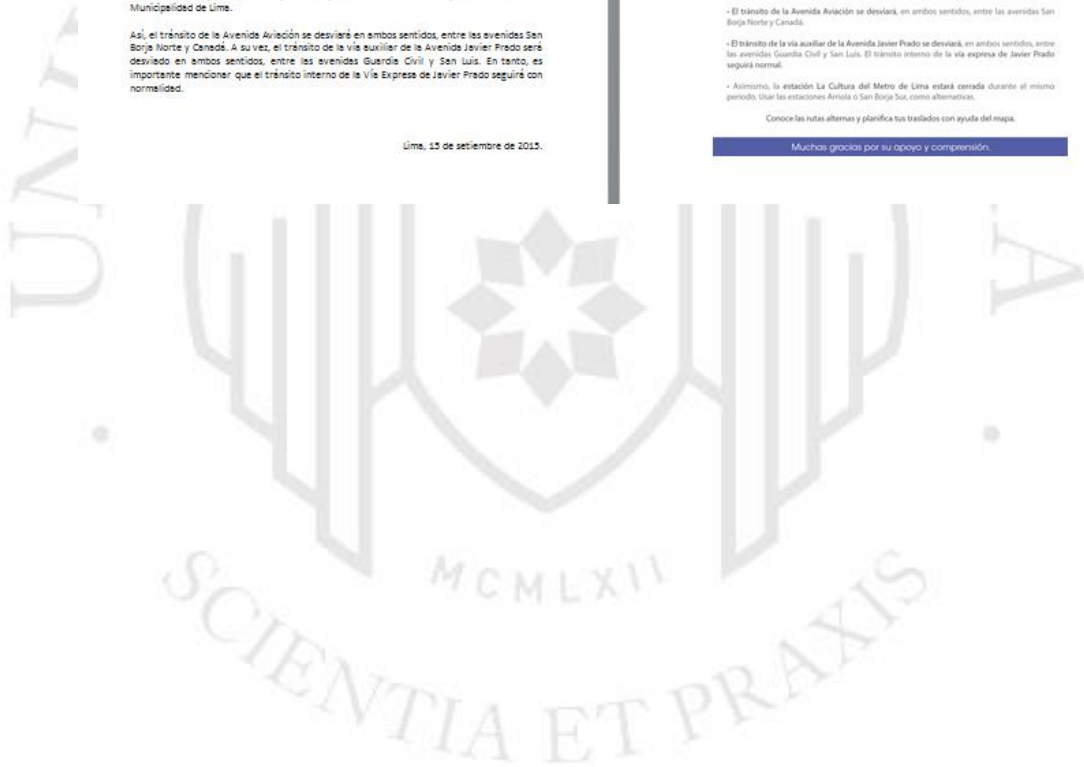 Municipalidad de Lima.
Así, el tránsito de la Avenida Aviación se desviará en ambos sentidos, entre las avenidas San
Borja Norte y Canadá. A su vez, el tránsito de la vía auxiliar de la Avenida Javier Prado será
desviado en ambos sentidos, entre las avenidas Guardia Civil y San Luis. En tanto, es
importante mencionar que el tránsito interno de la Vía Expresa de Javier Prado seguirá con
normalidad.
Lima, 15 de setiembre de 2015.
- El tránsito de la Avenida Aviación se desviará, en ambos sentidos, entre las avenidas San
Borja Norte y Canadá.
- El tránsito de la vía auxiliar de la Avenida Javier Prado se desviará, en ambos sentidos, entre
las avenidas Guardia Civil y San Luis. El tránsito interno de la vía expresa de Javier Prado
seguirá normal.
- Asimismo, la estación La Cultura del Metro de Lima estará cerrada durante el mismo
periodo. Usar las estaciones Arriola o San Borja Sur, como alternativas.
Conoce las rutas alternas y planifica tus traslados con ayuda del mapa.
Muchas gracias por su apoyo y comprensión.
MCMLXII
SCIENTIA ET PRAXIS